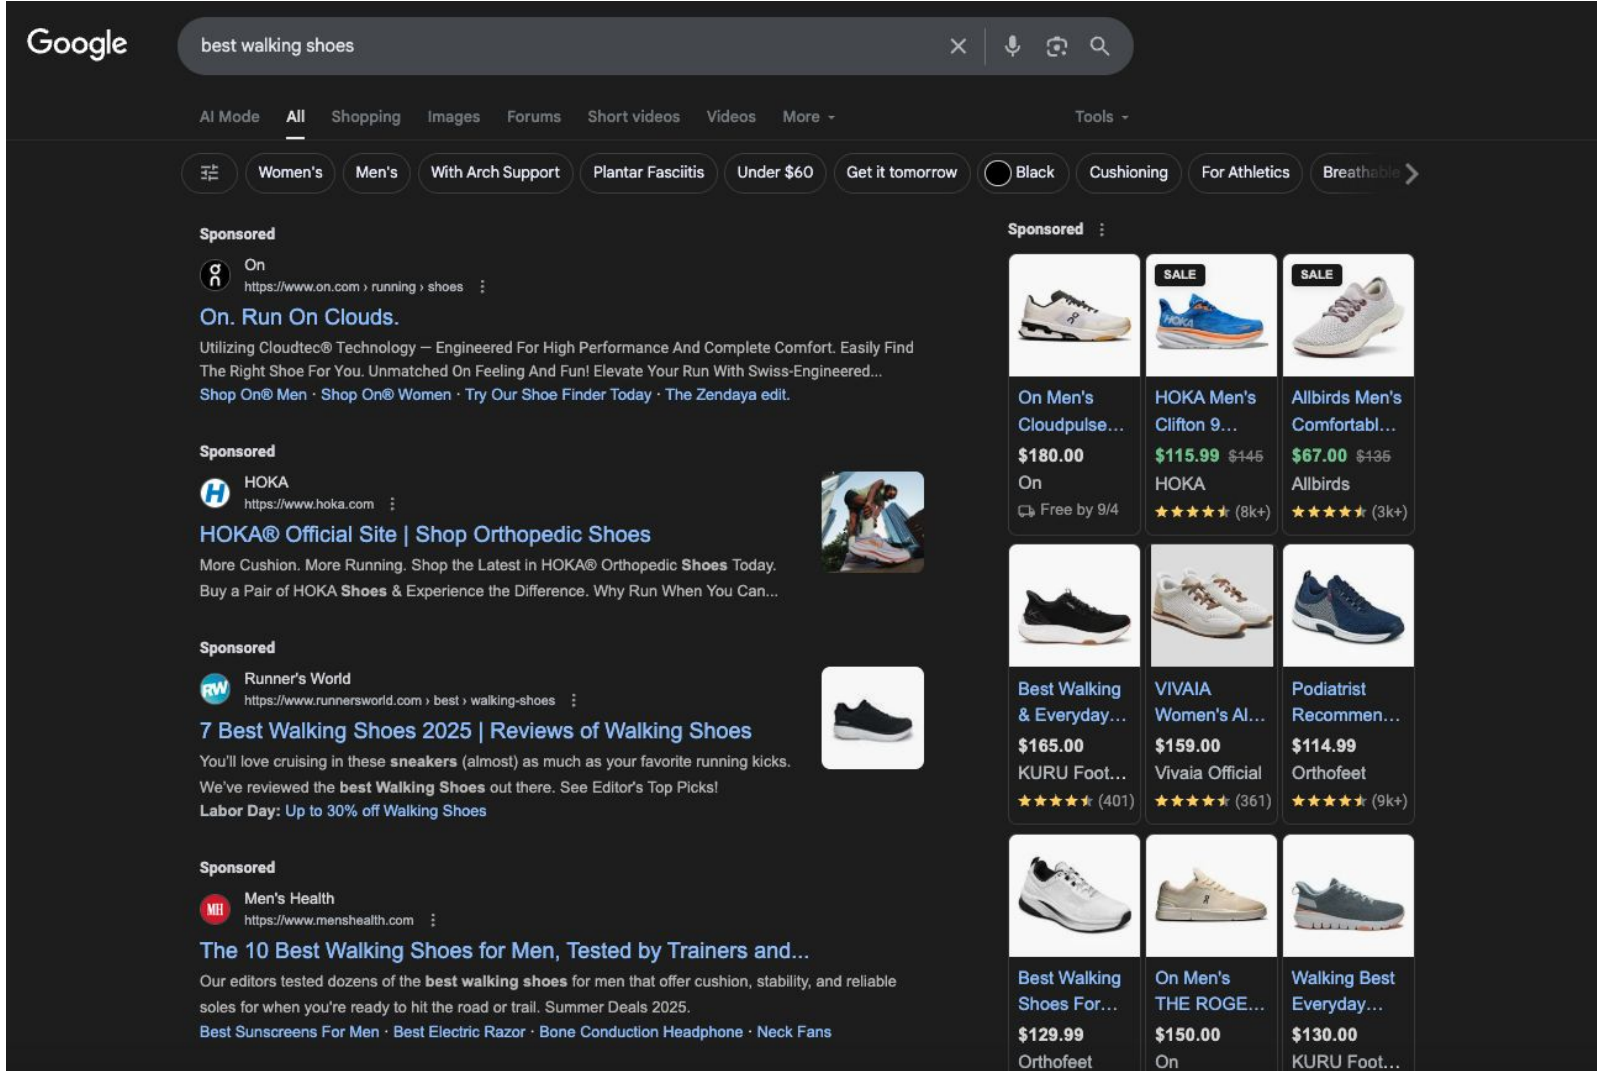 Google
best walking shoes
AI Mode All Shopping Images Forums Short videos Videos More Tools
Women's Men's With Arch Support Plantar Fasciitis Under $60 Get it tomorrow Black Cushioning For Athletics Breathable
Sponsored
On
https://www.on.com › running › shoes
On. Run On Clouds.
Utilizing Cloudtec® Technology — Engineered For High Performance And Complete Comfort. Easily Find
The Right Shoe For You. Unmatched On Feeling And Fun! Elevate Your Run With Swiss-Engineered...
Shop On® Men · Shop On® Women · Try Our Shoe Finder Today · The Zendaya edit.
Sponsored
HOKA
https://www.hoka.com
HOKA® Official Site | Shop Orthopedic Shoes
More Cushion. More Running. Shop the Latest in HOKA® Orthopedic Shoes Today.
Buy a Pair of HOKA Shoes & Experience the Difference. Why Run When You Can...
Sponsored
RW
Runner's World
https://www.runnersworld.com › best › walking-shoes
7 Best Walking Shoes 2025 | Reviews of Walking Shoes
You'll love cruising in these sneakers (almost) as much as your favorite running kicks.
We've reviewed the best Walking Shoes out there. See Editor's Top Picks!
Labor Day: Up to 30% off Walking Shoes
Sponsored
MH
Men's Health
https://www.menshealth.com
The 10 Best Walking Shoes for Men, Tested by Trainers and...
Our editors tested dozens of the best walking shoes for men that offer cushion, stability, and reliable
soles for when you're ready to hit the road or trail. Summer Deals 2025.
Best Sunscreens For Men · Best Electric Razor · Bone Conduction Headphone · Neck Fans
Sponsored
On Men's
Cloudpulse...
$180.00
On
Free by 9/4
SALE
HOKA
HOKA Men's
Clifton 9...
$115.99 $145
HOKA
(8k+)
SALE
Allbirds Men's
Comfortabl...
$67.00 $135
Allbirds
(3k+)
Best Walking
& Everyday...
$165.00
KURU Foot...
(401)
VIVAIA
Women's Al...
$159.00
Vivaia Official
(361)
Podiatrist
Recommen...
$114.99
Orthofeet
(9k+)
Best Walking
Shoes For...
$129.99
Orthofeet
On Men's
THE ROGE...
$150.00
On
Walking Best
Everyday...
$130.00
KURU Foot...